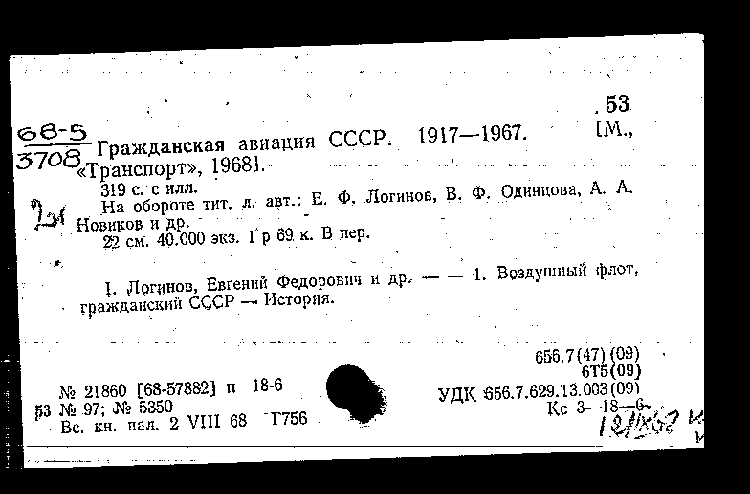 53
68-5
3708
Гражданская авиация СССР. 1917—1967. [М.,
«Транспорт», 1968].
319 с. с илл.
На обороте тит. л. авт.: Е. Ф. Логинов, В. Ф. Одинцова, А. А.
Новиков и др.
22 см. 40.000 экз. 1 р 69 к. В пер.
1. Логинов, Евгений Федорович и др. — — 1. Воздушный флот,
гражданский СССР — История.
656.7(47)(09)
6Т5(09)
№ 21860 [68-57882] п 18-6
УДК 656.7.629.13.003(09)
53 № 97; № 5350
Кс 3— 18—6
Вс. кн. пал. 2 VIII 68 Т756